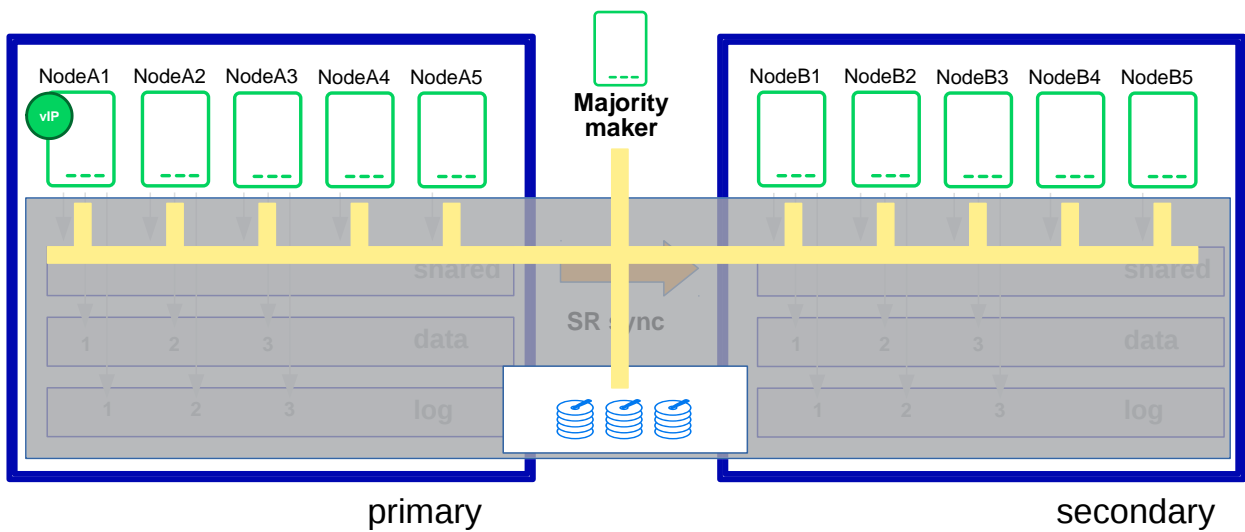 NodeA1 NodeA2 NodeA3 NodeA4 NodeA5
vIP
Majority
maker
NodeB1 NodeB2 NodeB3 NodeB4 NodeB5
shared
shared
SR sync
1 2 3 data
1 2 3 data
1 2 3 log
1 2 3 log
primary
secondary